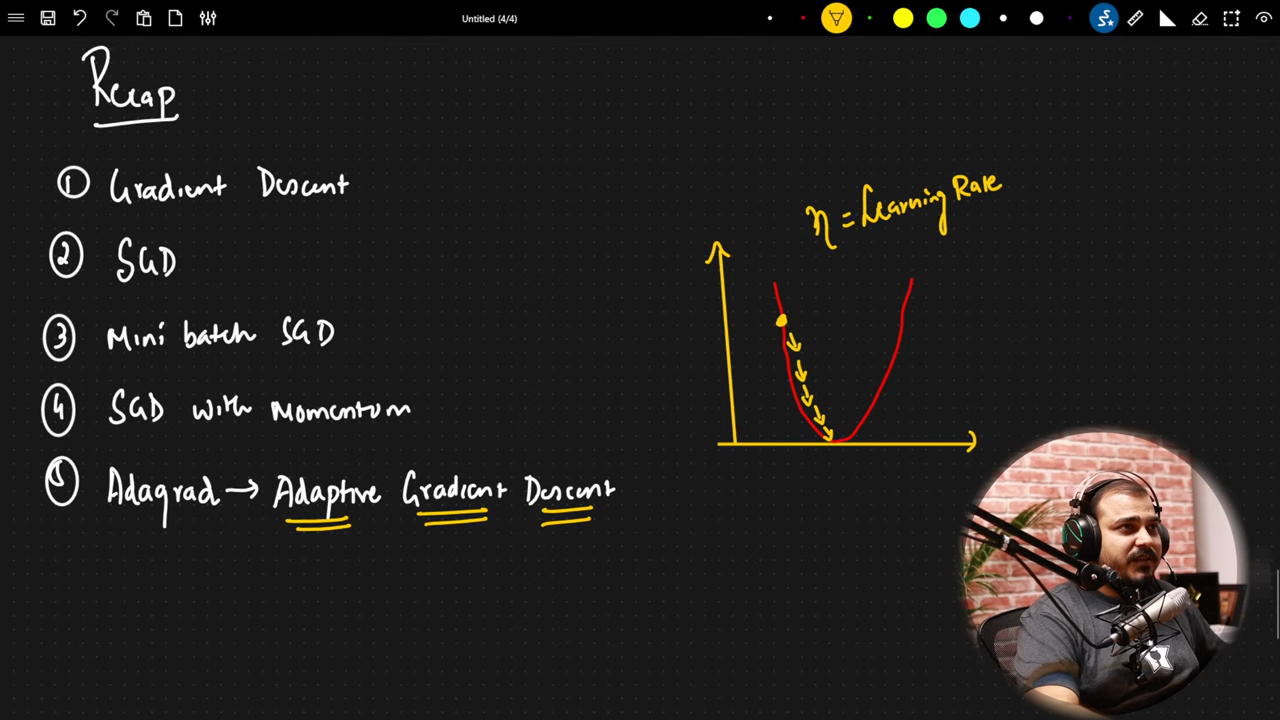 Untitled (4/4)
Recap
① Gradient Descent
② SGD
③ Mini batch SGD
④ SGD with Momentum
⑤ Adagrad → Adaptive Gradient Descent
η = Learning Rate